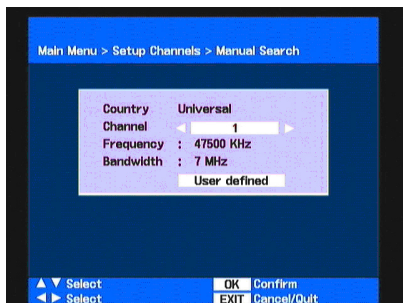 Main Menu > Setup Channels > Manual Search
Country Universal
Channel 1
Frequency : 47500 KHz
Bandwidth : 7 MHz
User defined
Select OK Confirm
Select EXIT Cancel/Quit